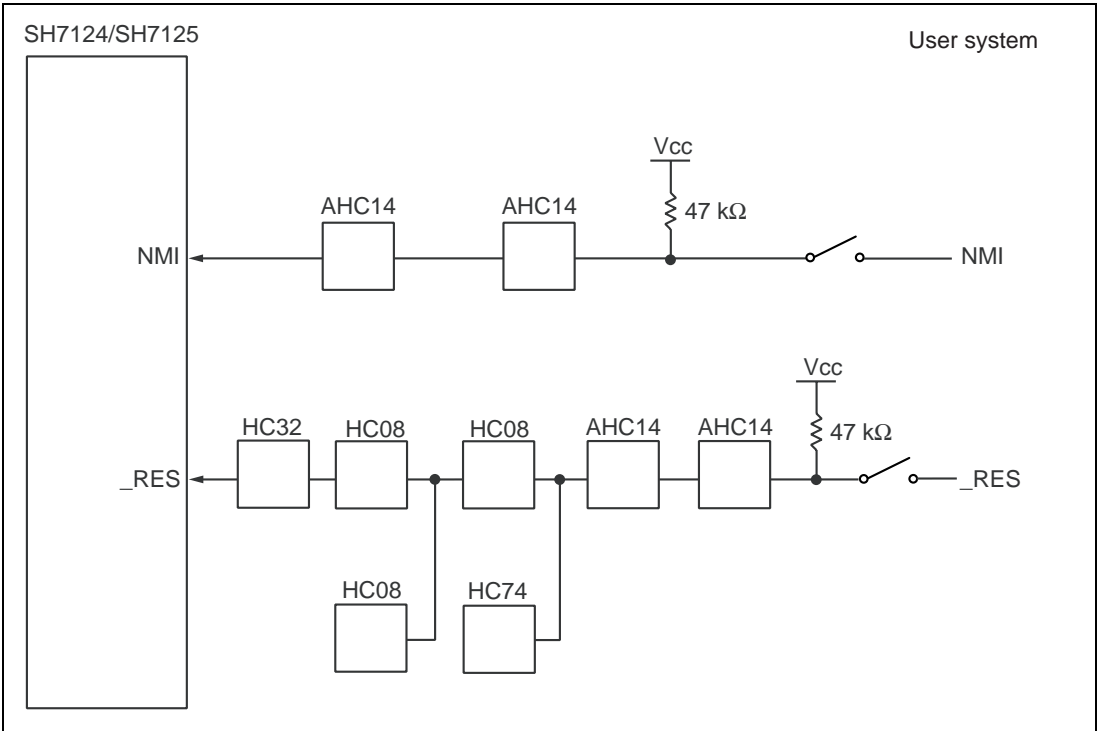 SH7124/SH7125
User system
Vcc
AHC14
AHC14
47 kΩ
NMI
NMI
Vcc
HC32
HC08
HC08
AHC14
AHC14
47 kΩ
_RES
_RES
HC08
HC74